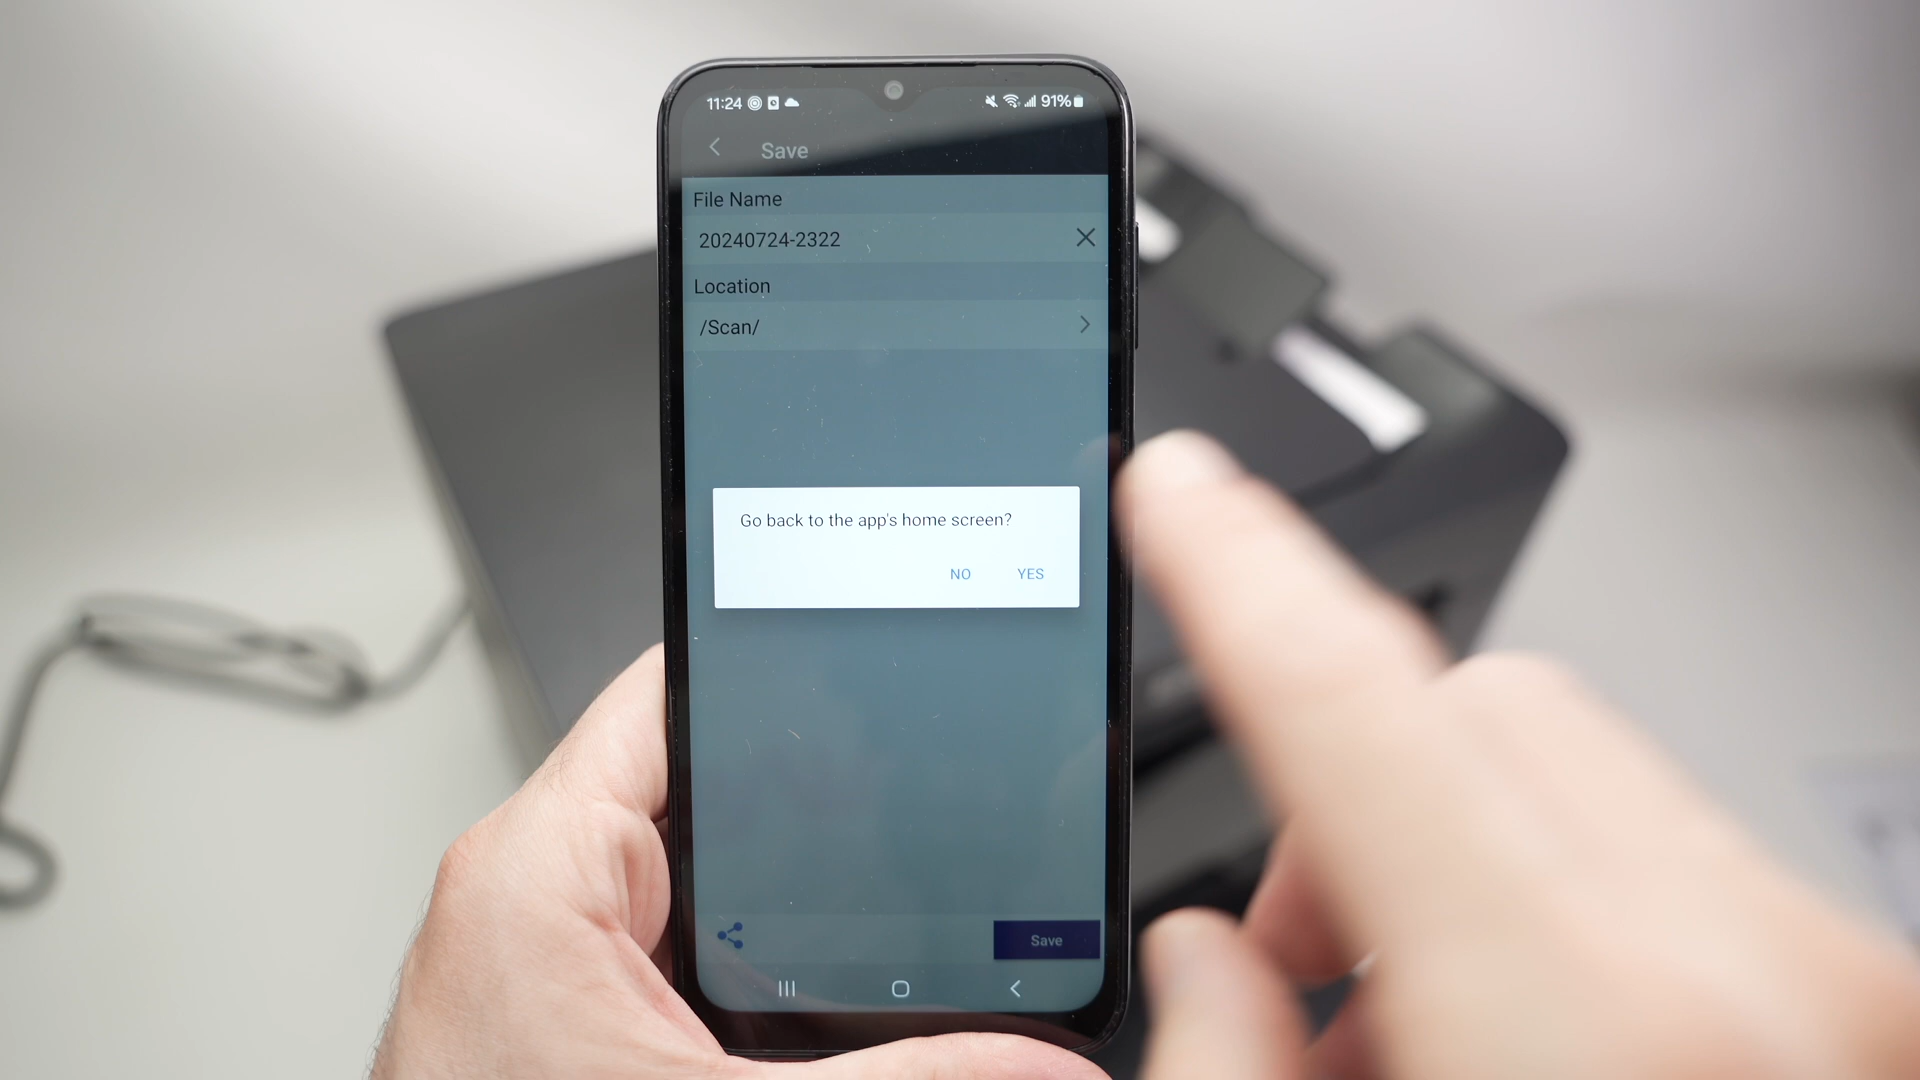 11:24 91%
Save
File Name
20240724-2322
Location
/Scan/
Go back to the app's home screen?
NO YES
Save